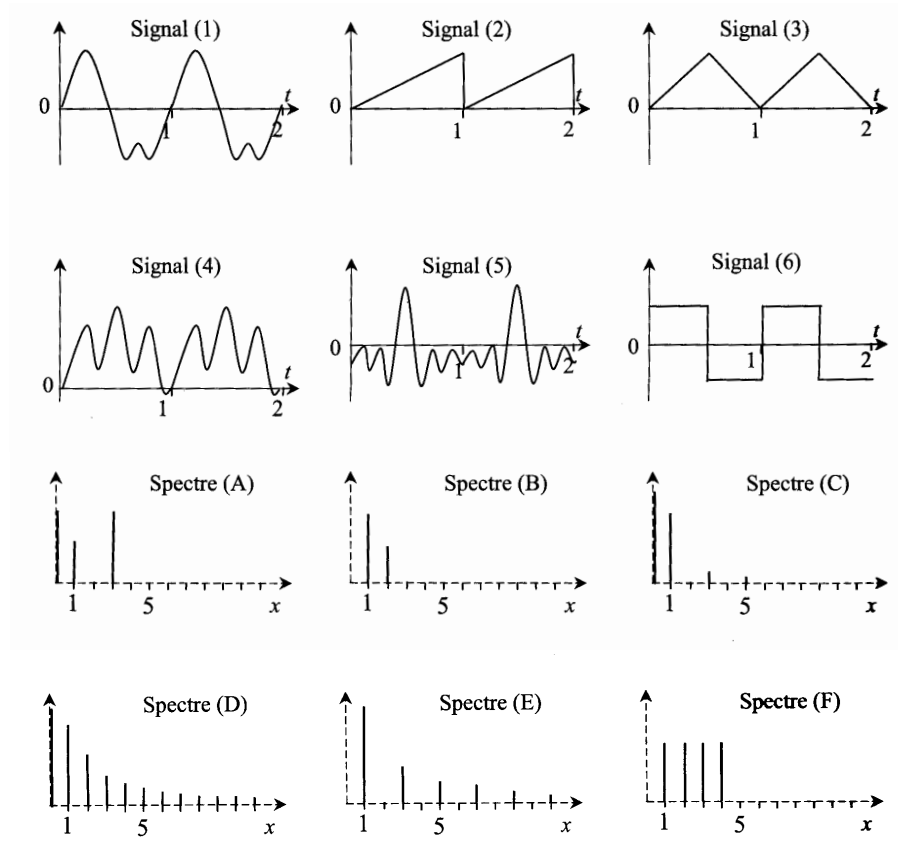 Signal (1) Signal (2) Signal (3)
0 1 2 t 0 1 2 t 0 1 2 t
Signal (4) Signal (5) Signal (6)
0 1 2 t 0 1 2 t 0 1 2 t
Spectre (A) Spectre (B) Spectre (C)
1 5 x 1 5 x 1 5 x
Spectre (D) Spectre (E) Spectre (F)
1 5 x 1 5 x 1 5 x